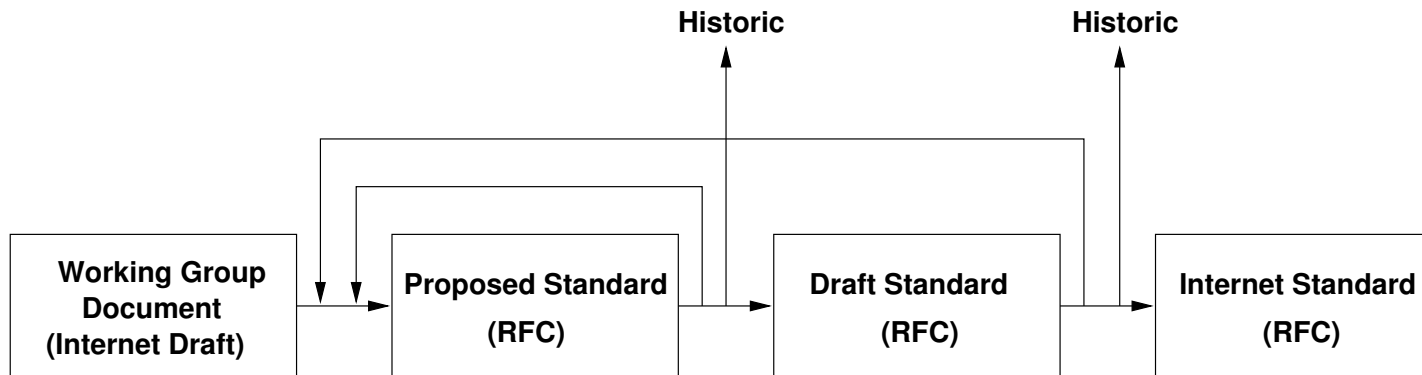 Historic
Historic
Working Group
Document
(Internet Draft)
Proposed Standard
(RFC)
Draft Standard
(RFC)
Internet Standard
(RFC)